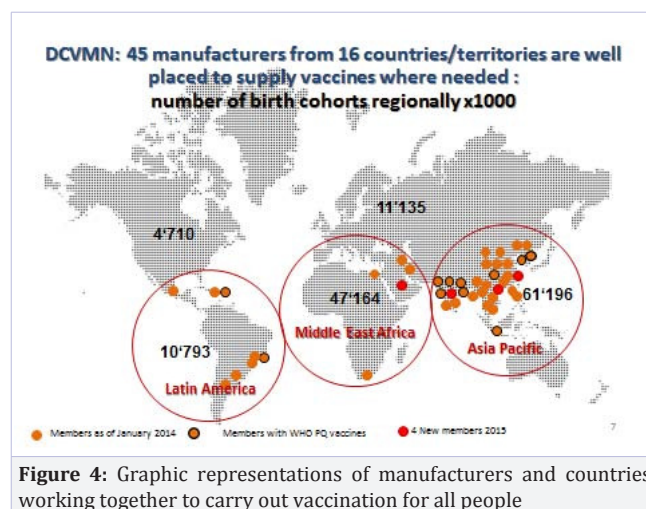 DCVMN: 45 manufacturers from 16 countries/territories are well
placed to supply vaccines where needed :
number of birth cohorts regionally x1000
11'135
4'710
47'164
61'196
Middle East Africa
10'793
Asia Pacific
Latin America
Members as of January 2014
Members with WHO PQ vaccines
4 New members 2015
7
Figure 4: Graphic representations of manufacturers and countries
working together to carry out vaccination for all people